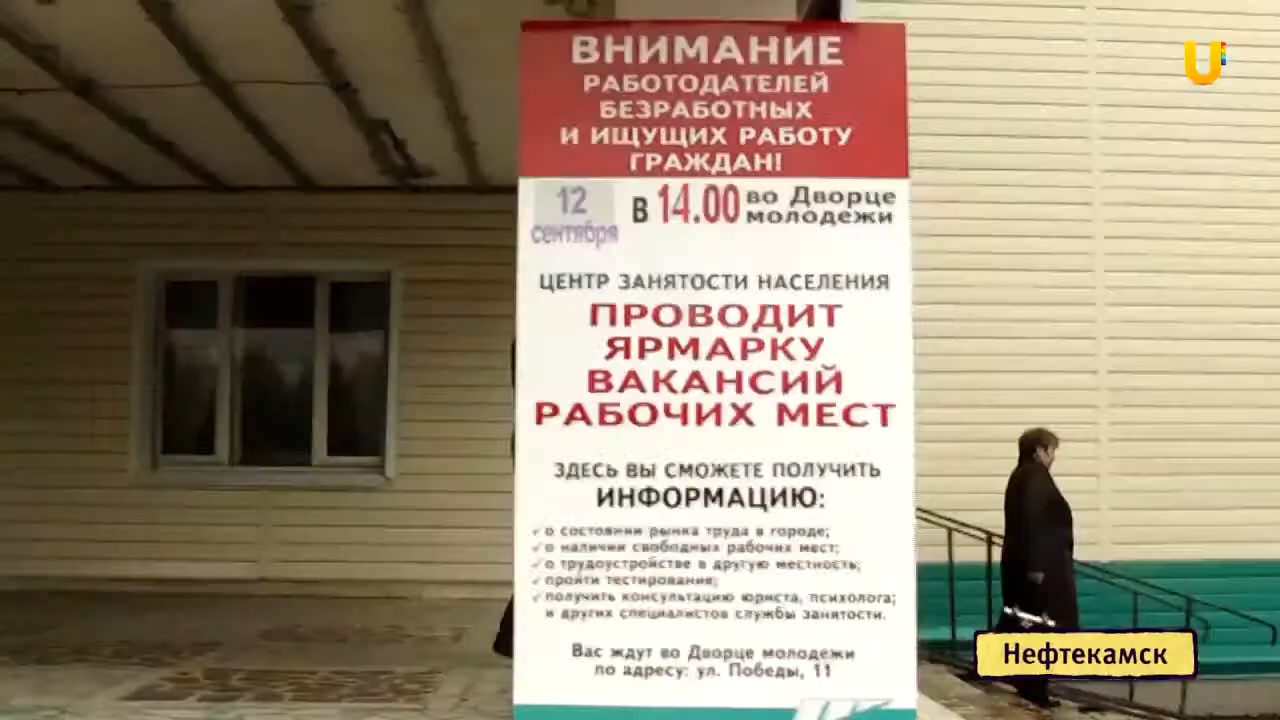 ВНИМАНИЕ
РАБОТОДАТЕЛЕЙ
БЕЗРАБОТНЫХ
И ИЩУЩИХ РАБОТУ
ГРАЖДАН!
12 сентября
в 14.00 во Дворце молодежи
ЦЕНТР ЗАНЯТОСТИ НАСЕЛЕНИЯ
ПРОВОДИТ
ЯРМАРКУ
ВАКАНСИЙ
РАБОЧИХ МЕСТ
ЗДЕСЬ ВЫ СМОЖЕТЕ ПОЛУЧИТЬ
ИНФОРМАЦИЮ:
✓о состоянии рынка труда в городе;
✓о наличии свободных рабочих мест;
✓о трудоустройстве в другую местность;
✓пройти тестирование;
✓получить консультацию юриста, психолога;
и других специалистов службы занятости.
Вас ждут во Дворце молодежи
по адресу: ул. Победы, 11
Нефтекамск
U